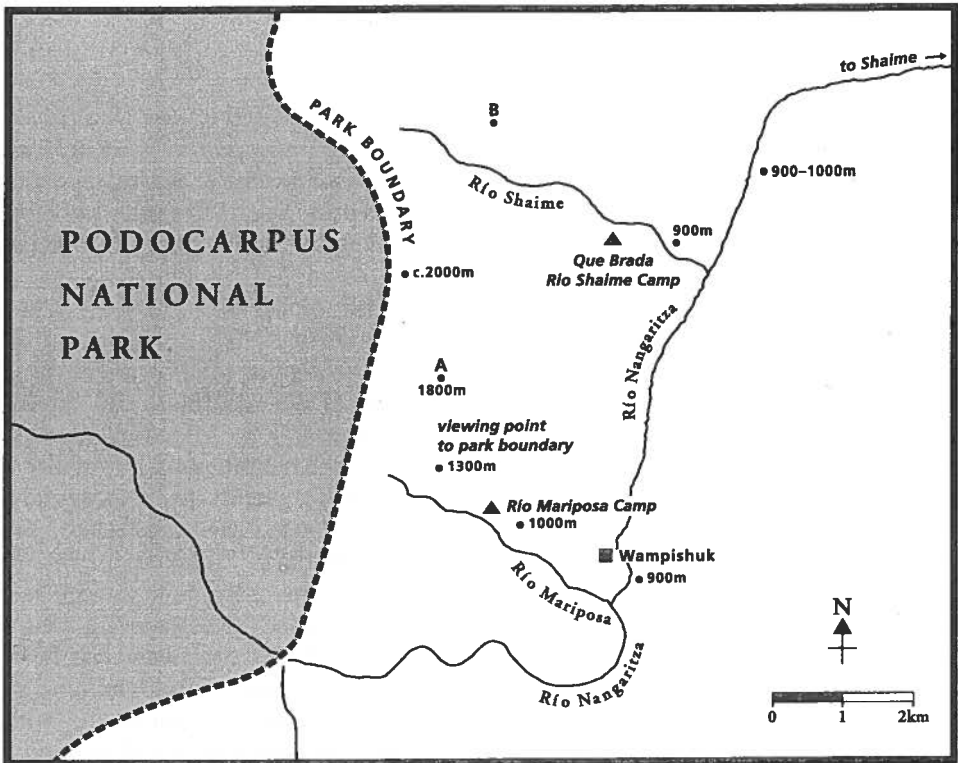 to Shaime
B
PARK BOUNDARY
900–1000m
Río Shaime
PODOCARPUS
NATIONAL
PARK
900m
Que Brada
Rio Shaime Camp
c.2000m
Río Nangaritza
A
1800m
viewing point
to park boundary
1300m
Río Mariposa Camp
1000m
Wampishuk
900m
Río Mariposa
Río Nangaritza
N
0 1 2km